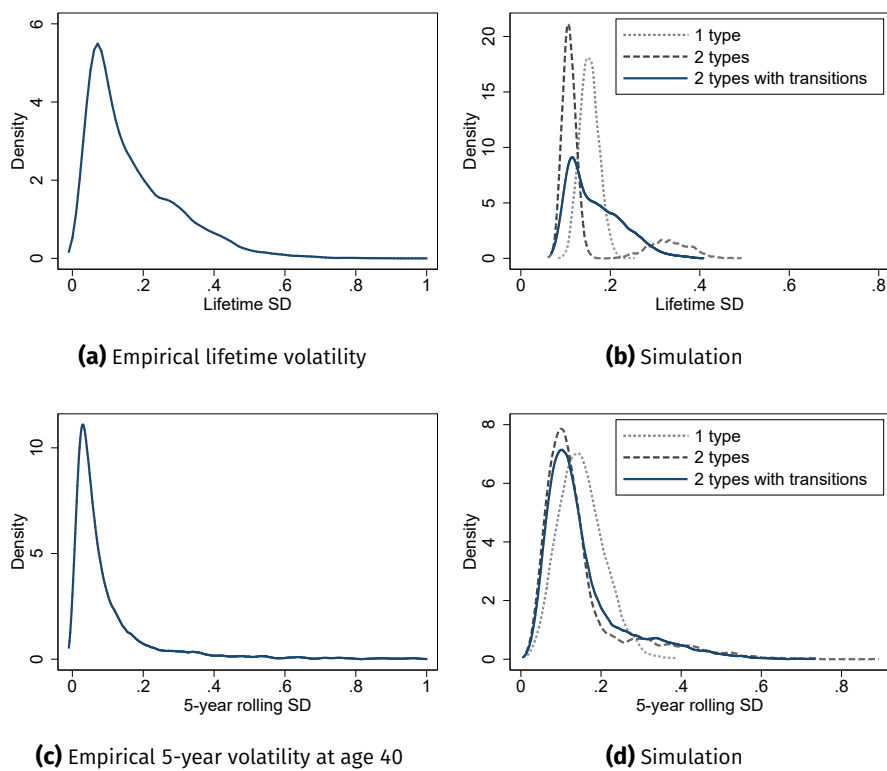 6
4
2
0
Density
0
.2
.4
.6
.8
1
Lifetime SD
(a) Empirical lifetime volatility
20
15
10
5
0
Density
1 type
2 types
2 types with transitions
0
.2
.4
.6
.8
Lifetime SD
(b) Simulation
10
5
0
Density
0
.2
.4
.6
.8
1
5-year rolling SD
(c) Empirical 5-year volatility at age 40
8
6
4
2
0
Density
1 type
2 types
2 types with transitions
0
.2
.4
.6
.8
5-year rolling SD
(d) Simulation